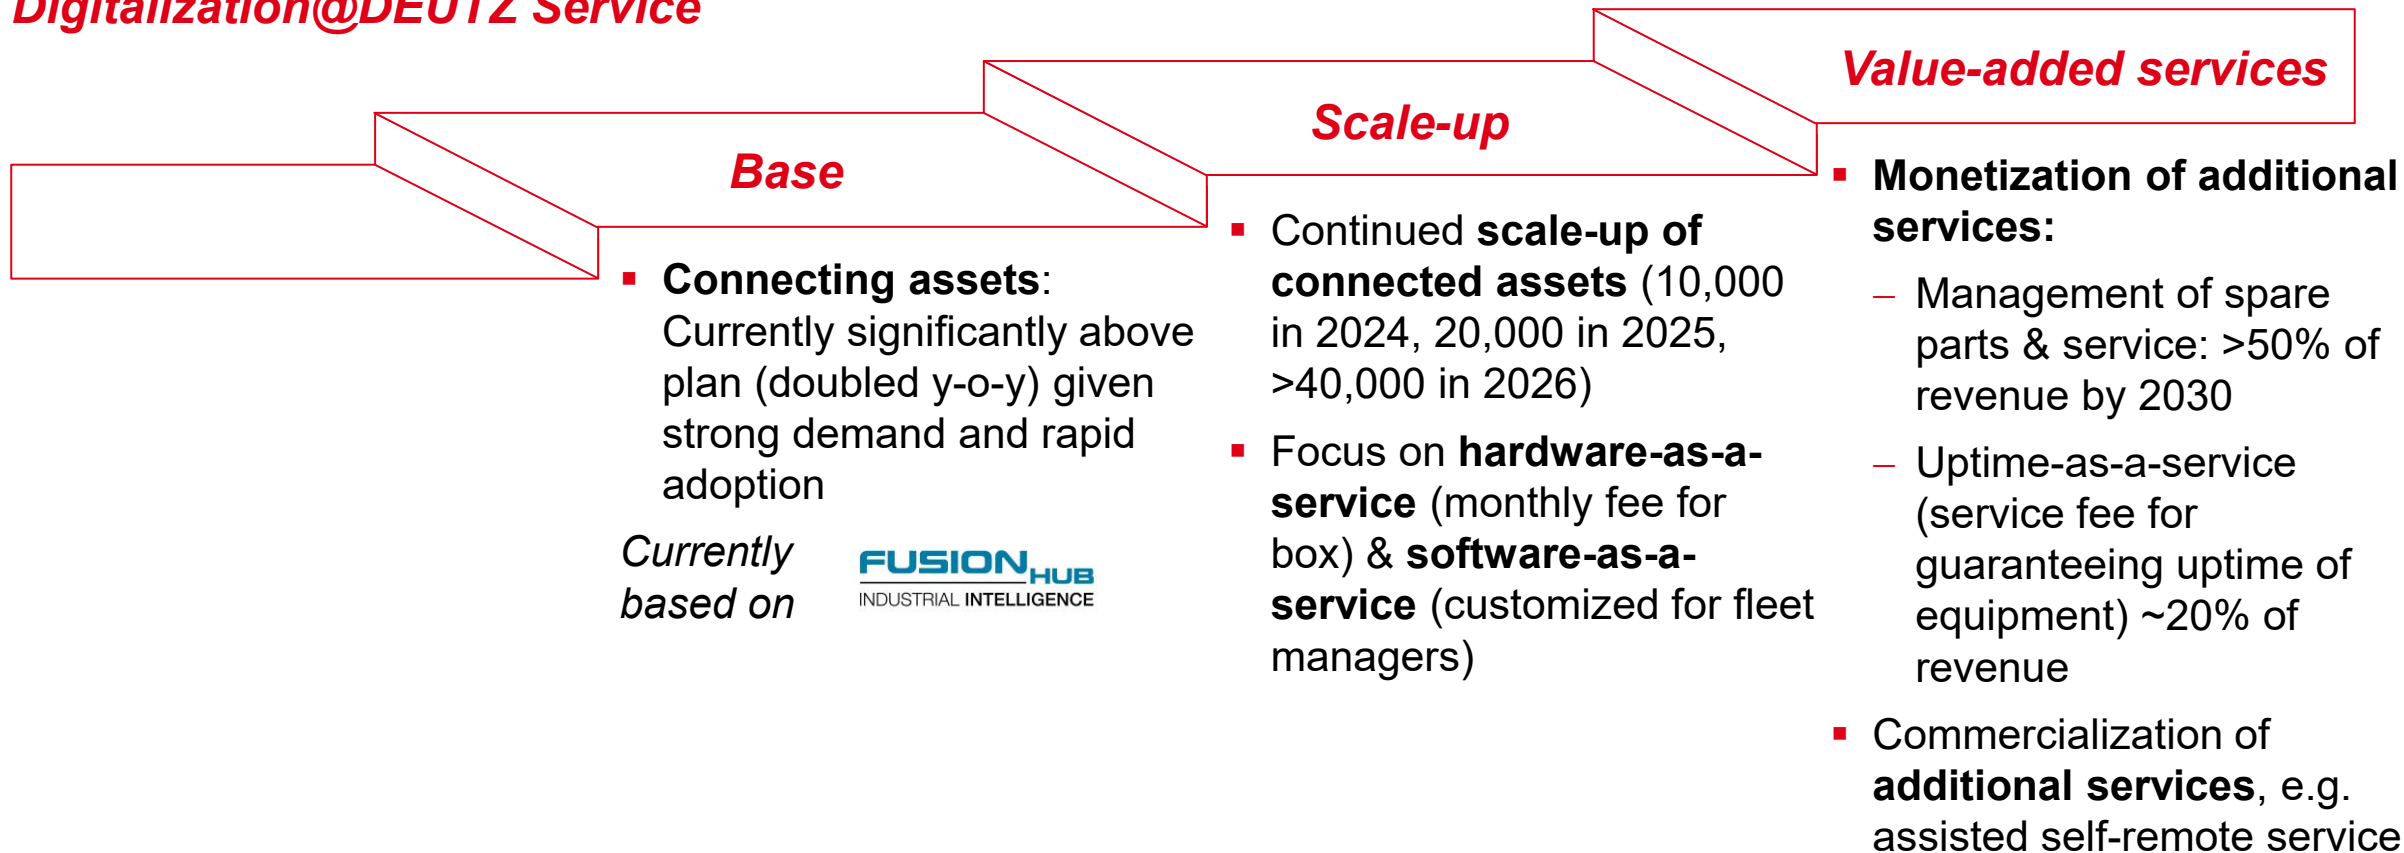 Digitalization@DEUTZ Service
Base
▪ Connecting assets:
Currently significantly above
plan (doubled y-o-y) given
strong demand and rapid
adoption
Currently
based on
FUSION HUB
INDUSTRIAL INTELLIGENCE
Scale-up
▪ Continued scale-up of
connected assets (10,000
in 2024, 20,000 in 2025,
>40,000 in 2026)
▪ Focus on hardware-as-a-
service (monthly fee for
box) & software-as-a-
service (customized for fleet
managers)
Value-added services
▪ Monetization of additional
services:
– Management of spare
parts & service: >50% of
revenue by 2030
– Uptime-as-a-service
(service fee for
guaranteeing uptime of
equipment) ~20% of
revenue
▪ Commercialization of
additional services, e.g.
assisted self-remote service